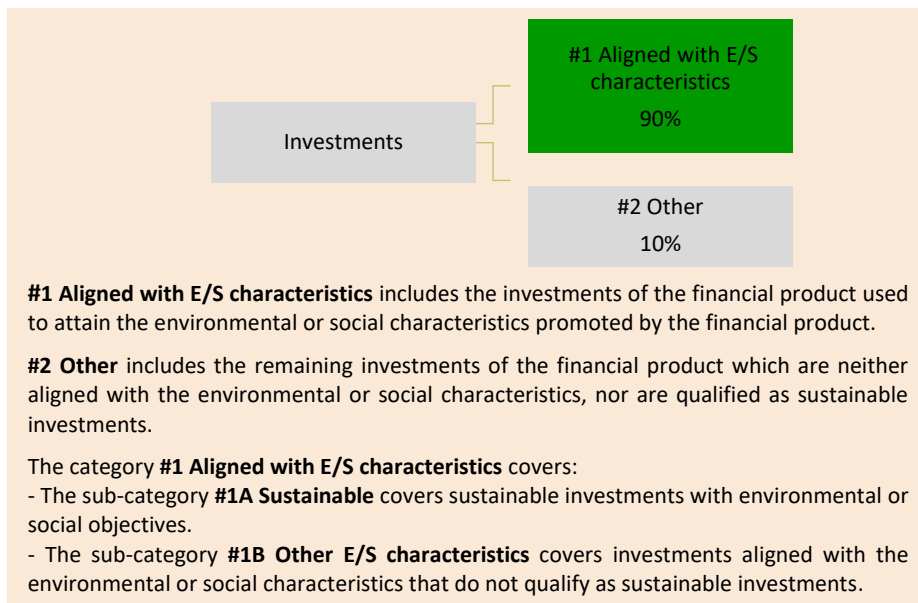 #1 Aligned with E/S
characteristics
90%
Investments
#2 Other
10%
#1 Aligned with E/S characteristics includes the investments of the financial product used
to attain the environmental or social characteristics promoted by the financial product.
#2 Other includes the remaining investments of the financial product which are neither
aligned with the environmental or social characteristics, nor are qualified as sustainable
investments.
The category #1 Aligned with E/S characteristics covers:
- The sub-category #1A Sustainable covers sustainable investments with environmental or
social objectives.
- The sub-category #1B Other E/S characteristics covers investments aligned with the
environmental or social characteristics that do not qualify as sustainable investments.